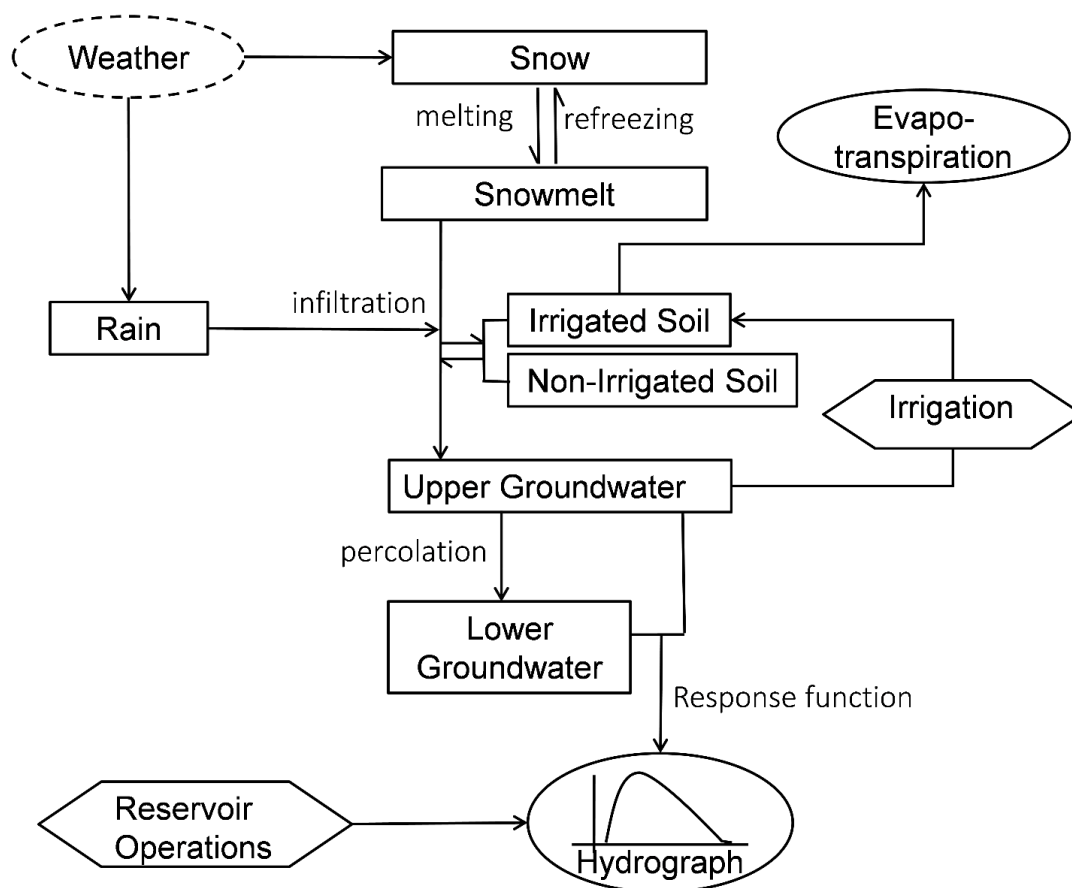 Weather
Snow
melting
refreezing
Evapo-
transpiration
Snowmelt
infiltration
Rain
Irrigated Soil
Non-Irrigated Soil
Irrigation
Upper Groundwater
percolation
Lower
Groundwater
Response function
Reservoir
Operations
Hydrograph